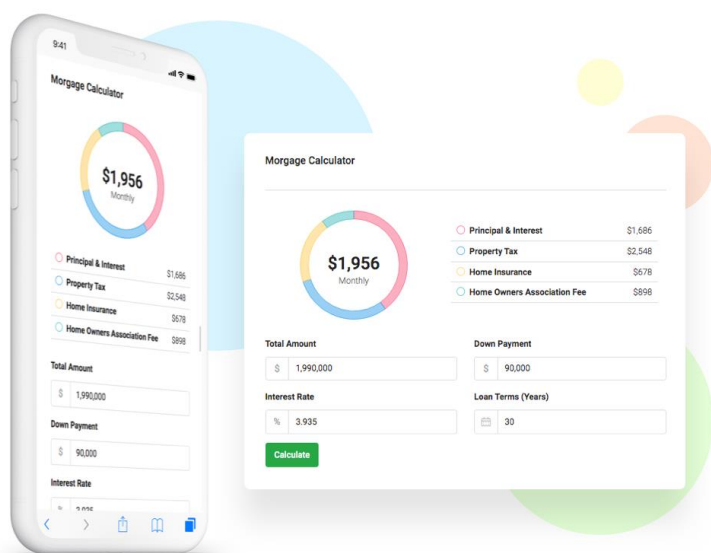 9:41
Morgage Calculator
$1,956
Monthly
Principal & Interest $1,686
Property Tax $2,548
Home Insurance $678
Home Owners Association Fee $898
Total Amount
$ 1,990,000
Down Payment
$ 90,000
Interest Rate
% 3.935
Morgage Calculator
$1,956
Monthly
Principal & Interest $1,686
Property Tax $2,548
Home Insurance $678
Home Owners Association Fee $898
Total Amount Down Payment
$ 1,990,000 $ 90,000
Interest Rate Loan Terms (Years)
% 3.935 30
Calculate